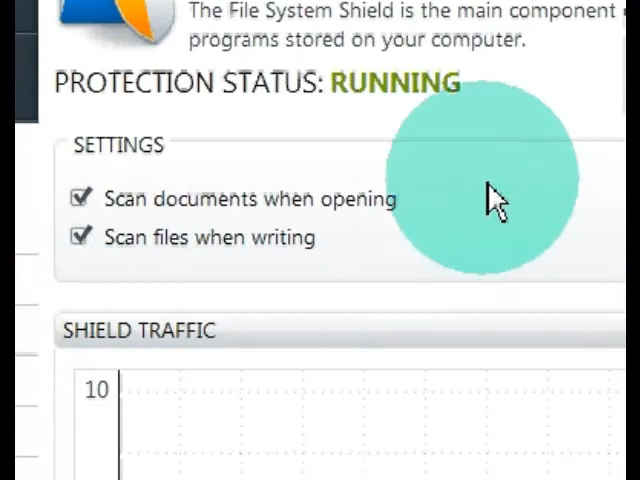 The File System Shield is the main component
programs stored on your computer.
PROTECTION STATUS: RUNNING
SETTINGS
Scan documents when opening
Scan files when writing
SHIELD TRAFFIC
10